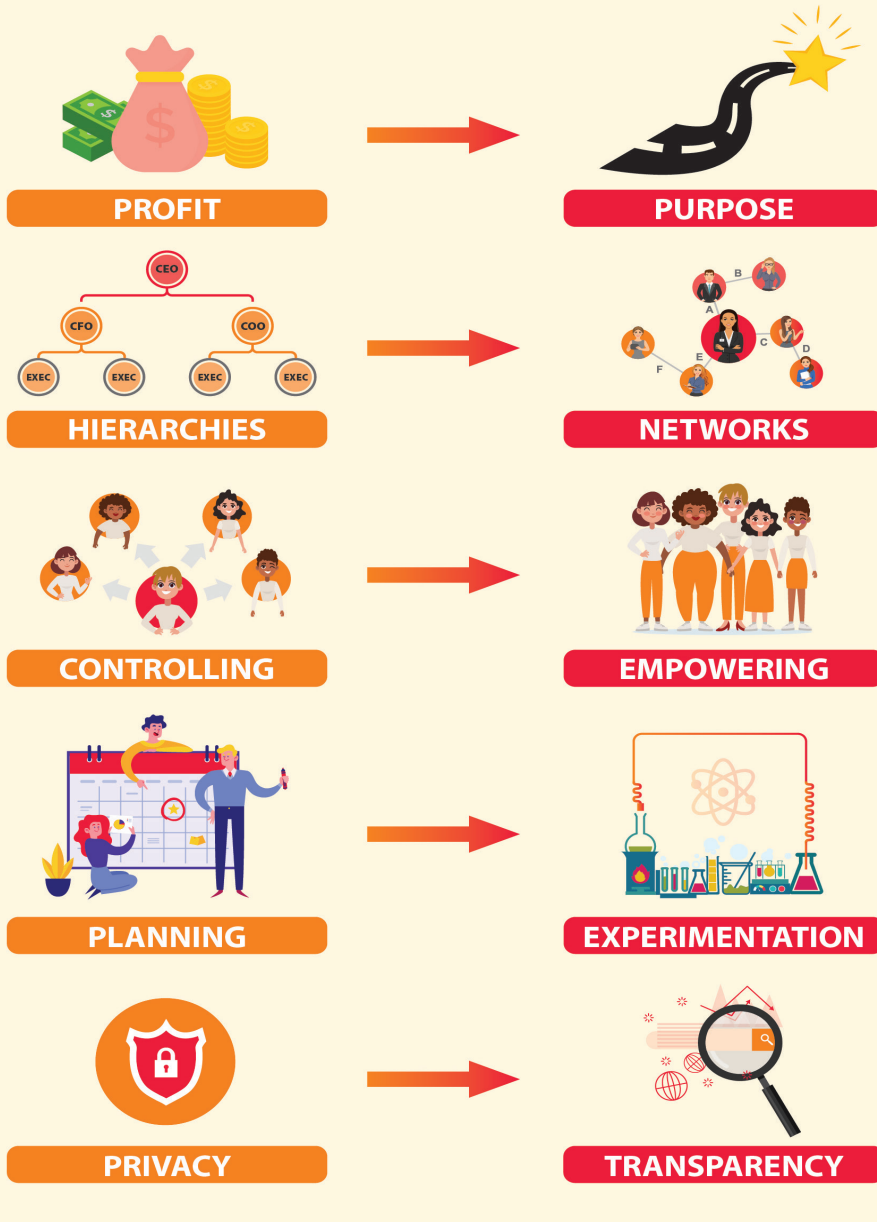 $
$
$
PROFIT
PURPOSE
CEO
CFO
COO
EXEC
EXEC
EXEC
EXEC
A
B
C
D
E
F
HIERARCHIES
NETWORKS
CONTROLLING
EMPOWERING
PLANNING
EXPERIMENTATION
PRIVACY
TRANSPARENCY